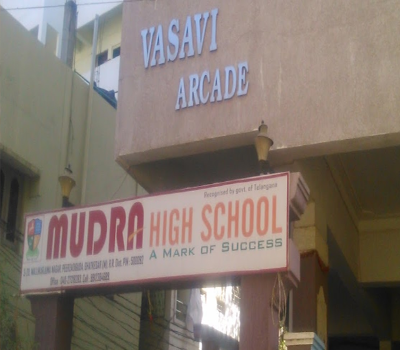 VASAVI
ARCADE
Recognised by govt. of Telangana
MUDRA HIGH SCHOOL
A MARK OF SUCCESS